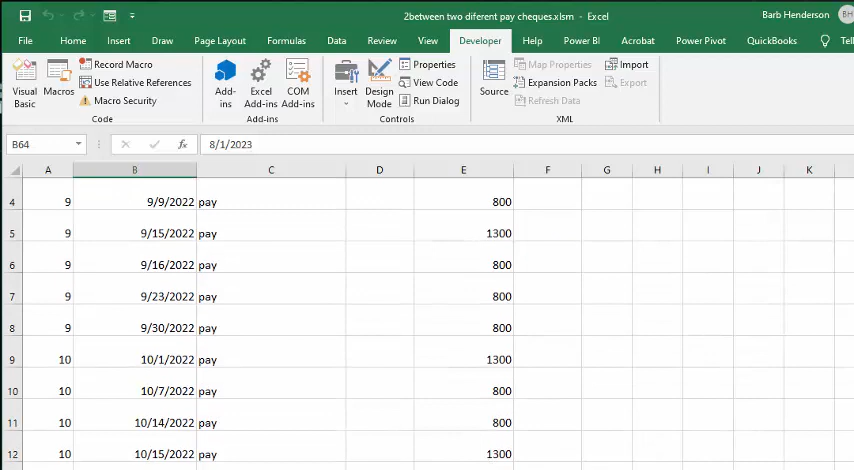 2between two diferent pay cheques.xlsm - Excel
Barb Henderson
BH
File Home Insert Draw Page Layout Formulas Data Review View Developer Help Power BI Acrobat Power Pivot QuickBooks Tell
Visual Basic
Macros
Record Macro
Use Relative References
Macro Security
Code
Add-ins
Excel Add-ins
COM Add-ins
Add-ins
Insert
Design Mode
Properties
View Code
Run Dialog
Controls
Source
Map Properties
Expansion Packs
Refresh Data
Import
Export
XML
B64 fx 8/1/2023
A B C D E F G H I J K
4 9 9/9/2022 pay 800
5 9 9/15/2022 pay 1300
6 9 9/16/2022 pay 800
7 9 9/23/2022 pay 800
8 9 9/30/2022 pay 800
9 10 10/1/2022 pay 1300
10 10 10/7/2022 pay 800
11 10 10/14/2022 pay 800
12 10 10/15/2022 pay 1300